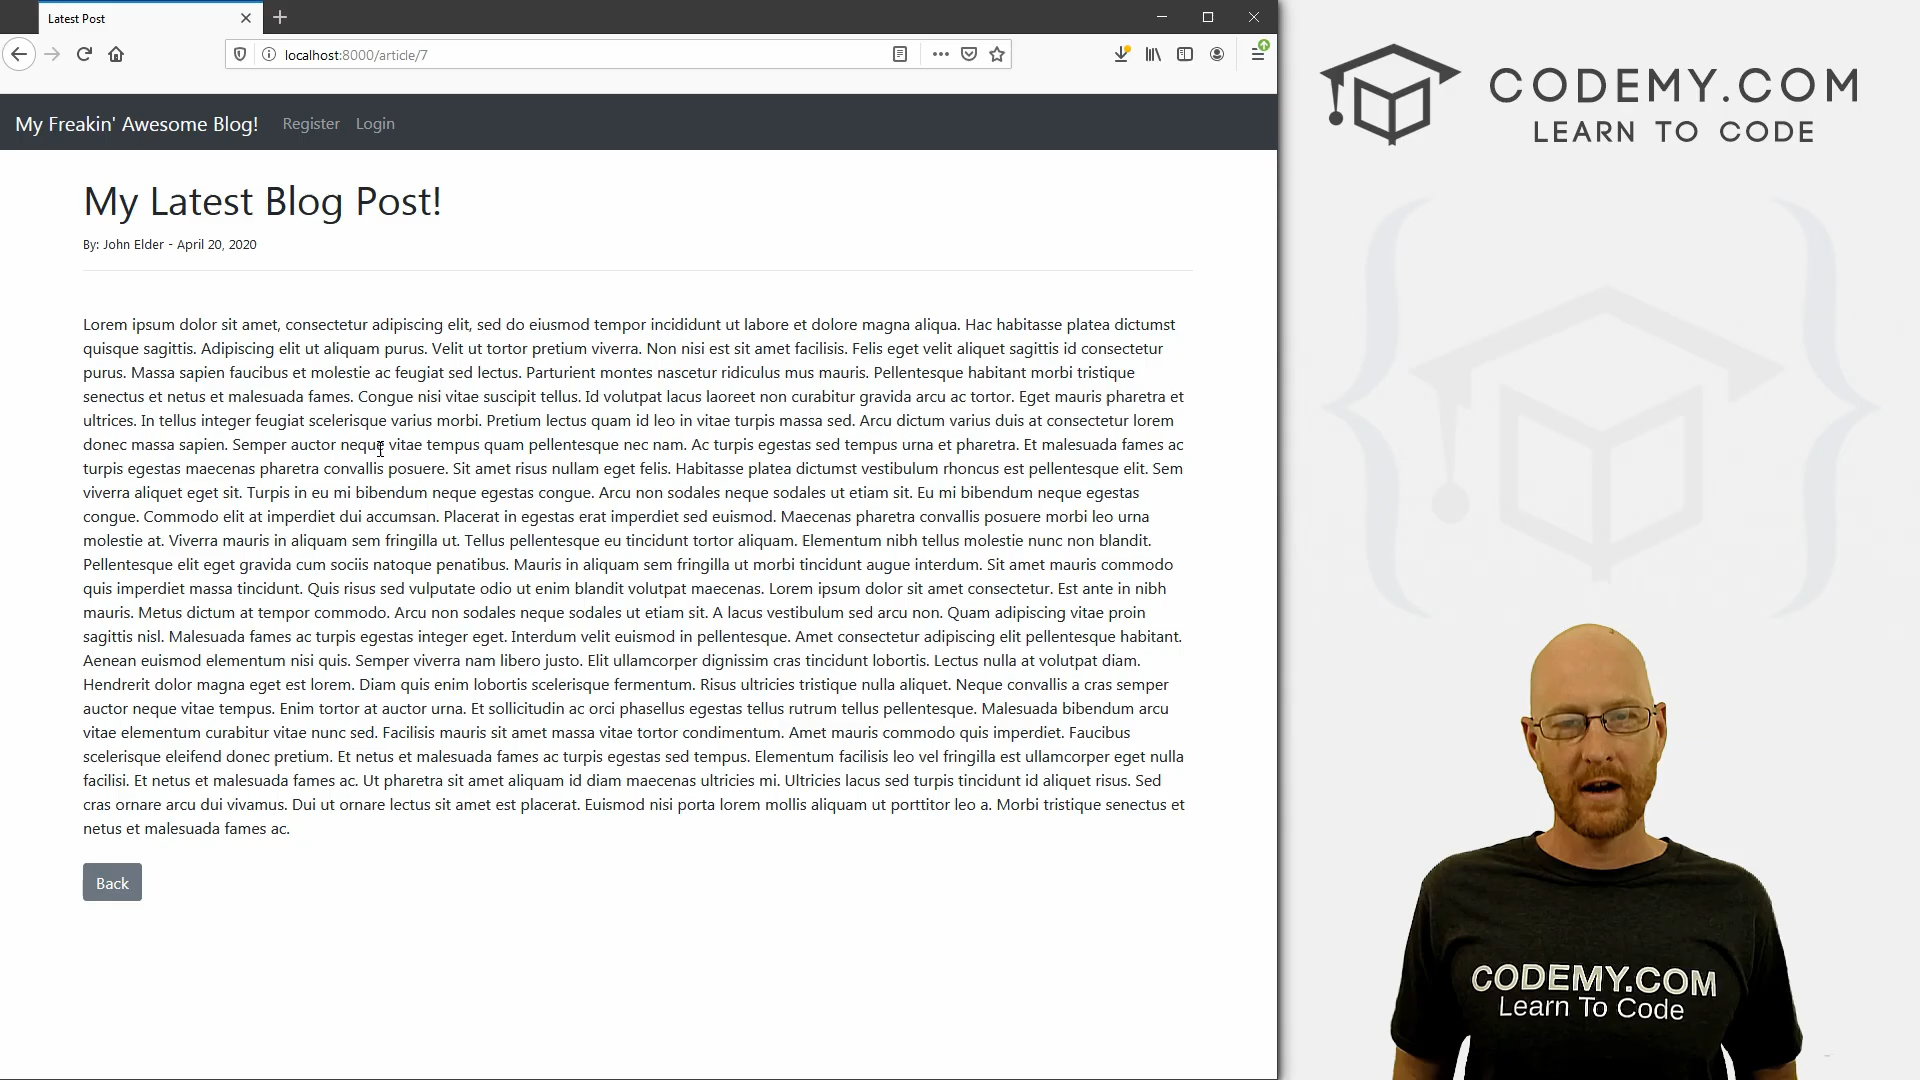 Latest Post
localhost:8000/article/7
My Freakin' Awesome Blog! Register Login
My Latest Blog Post!
By: John Elder - April 20, 2020
Lorem ipsum dolor sit amet, consectetur adipiscing elit, sed do eiusmod tempor incididunt ut labore et dolore magna aliqua. Hac habitasse platea dictumst
quisque sagittis. Adipiscing elit ut aliquam purus. Velit ut tortor pretium viverra. Non nisi est sit amet facilisis. Felis eget velit aliquet sagittis id consectetur
purus. Massa sapien faucibus et molestie ac feugiat sed lectus. Parturient montes nascetur ridiculus mus mauris. Pellentesque habitant morbi tristique
senectus et netus et malesuada fames. Congue nisi vitae suscipit tellus. Id volutpat lacus laoreet non curabitur gravida arcu ac tortor. Eget mauris pharetra et
ultrices. In tellus integer feugiat scelerisque varius morbi. Pretium lectus quam id leo in vitae turpis massa sed. Arcu dictum varius duis at consectetur lorem
donec massa sapien. Semper auctor neque vitae tempus quam pellentesque nec nam. Ac turpis egestas sed tempus urna et pharetra. Et malesuada fames ac
turpis egestas maecenas pharetra convallis posuere. Sit amet risus nullam eget felis. Habitasse platea dictumst vestibulum rhoncus est pellentesque elit. Sem
viverra aliquet eget sit. Turpis in eu mi bibendum neque egestas congue. Arcu non sodales neque sodales ut etiam sit. Eu mi bibendum neque egestas
congue. Commodo elit at imperdiet dui accumsan. Placerat in egestas erat imperdiet sed euismod. Maecenas pharetra convallis posuere morbi leo urna
molestie at. Viverra mauris in aliquam sem fringilla ut. Tellus pellentesque eu tincidunt tortor aliquam. Elementum nibh tellus molestie nunc non blandit.
Pellentesque elit eget gravida cum sociis natoque penatibus. Mauris in aliquam sem fringilla ut morbi tincidunt augue interdum. Sit amet mauris commodo
quis imperdiet massa tincidunt. Quis risus sed vulputate odio ut enim blandit volutpat maecenas. Lorem ipsum dolor sit amet consectetur. Est ante in nibh
mauris. Metus dictum at tempor commodo. Arcu non sodales neque sodales ut etiam sit. A lacus vestibulum sed arcu non. Quam adipiscing vitae proin
sagittis nisl. Malesuada fames ac turpis egestas integer eget. Interdum velit euismod in pellentesque. Amet consectetur adipiscing elit pellentesque habitant.
Aenean euismod elementum nisi quis. Semper viverra nam libero justo. Elit ullamcorper dignissim cras tincidunt lobortis. Lectus nulla at volutpat diam.
Hendrerit dolor magna eget est lorem. Diam quis enim lobortis scelerisque fermentum. Risus ultricies tristique nulla aliquet. Neque convallis a cras semper
auctor neque vitae tempus. Enim tortor at auctor urna. Et sollicitudin ac orci phasellus egestas tellus rutrum tellus pellentesque. Malesuada bibendum arcu
vitae elementum curabitur vitae nunc sed. Facilisis mauris sit amet massa vitae tortor condimentum. Amet mauris commodo quis imperdiet. Faucibus
scelerisque eleifend donec pretium. Et netus et malesuada fames ac turpis egestas sed tempus. Elementum facilisis leo vel fringilla est ullamcorper eget nulla
facilisi. Et netus et malesuada fames ac. Ut pharetra sit amet aliquam id diam maecenas ultricies mi. Ultricies lacus sed turpis tincidunt id aliquet risus. Sed
cras ornare arcu dui vivamus. Dui ut ornare lectus sit amet est placerat. Euismod nisi porta lorem mollis aliquam ut porttitor leo a. Morbi tristique senectus et
netus et malesuada fames ac.
Back
CODEMY.COM
LEARN TO CODE
CODEMY.COM
Learn To Code